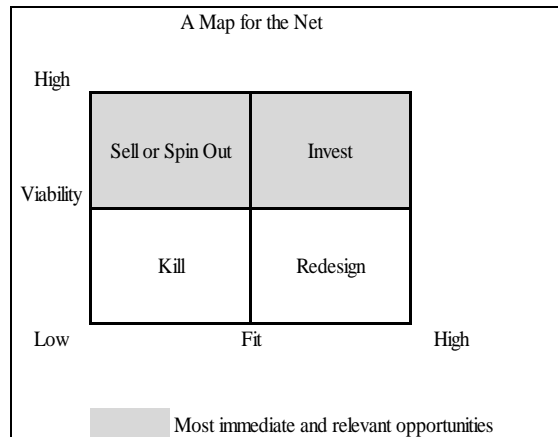 A Map for the Net
High
Sell or Spin Out Invest
Viability
Kill Redesign
Low Fit High
Most immediate and relevant opportunities